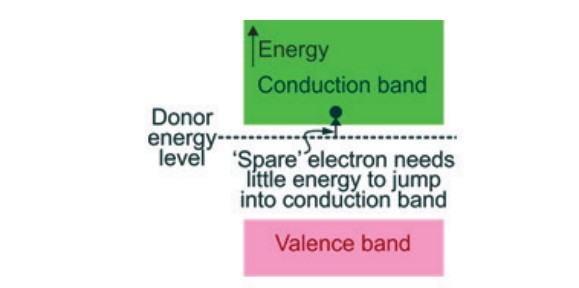 Energy
Conduction band
Donor
energy
level
‘Spare’ electron needs
little energy to jump
into conduction band
Valence band